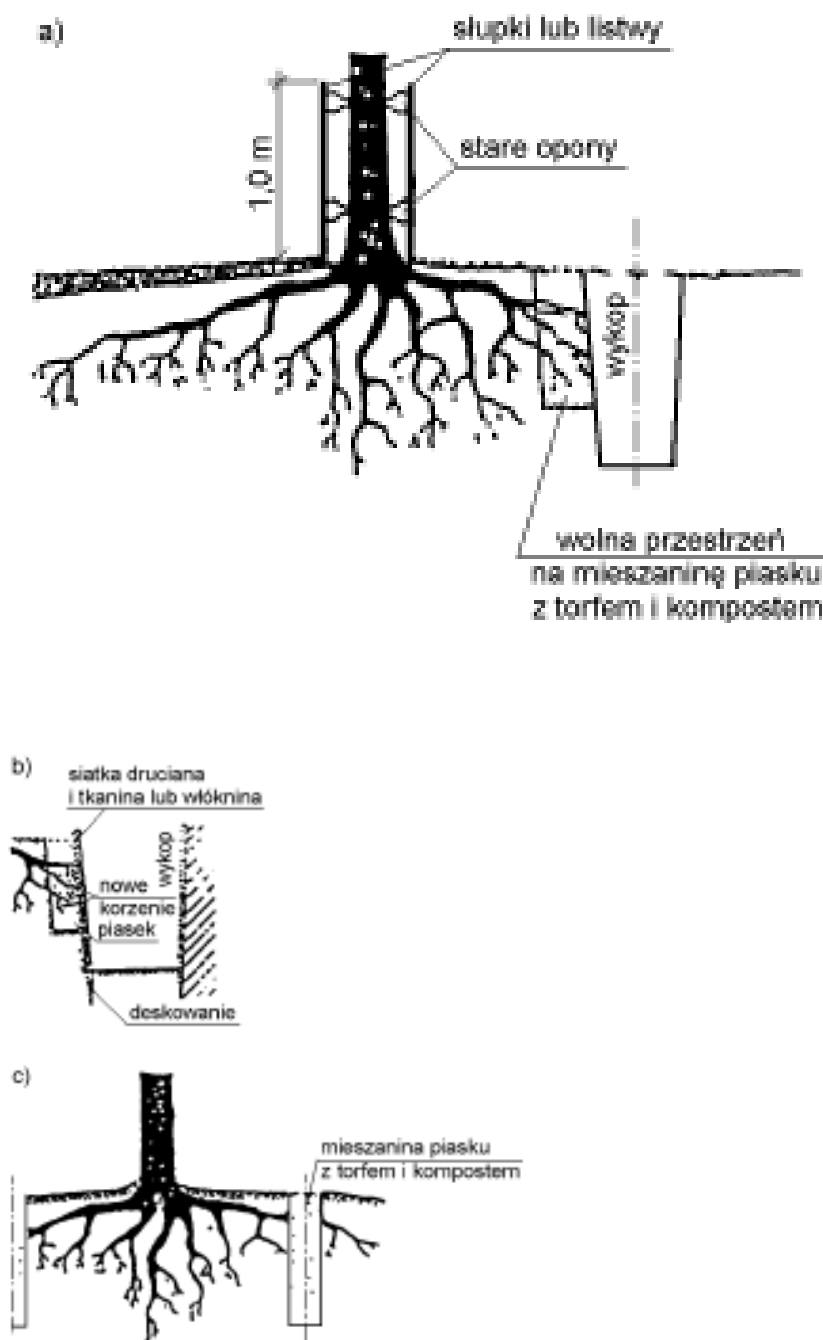 a)
słupki lub listwy
stare opony
1,0 m
wykop
wolna przestrzeń
na mieszaninę piasku
z torfem i kompostem
b)
siatka druciana
i tkanina lub włóknina
wykop
nowe
korzenie
piasek
deskowanie
c)
mieszanina piasku
z torfem i kompostem